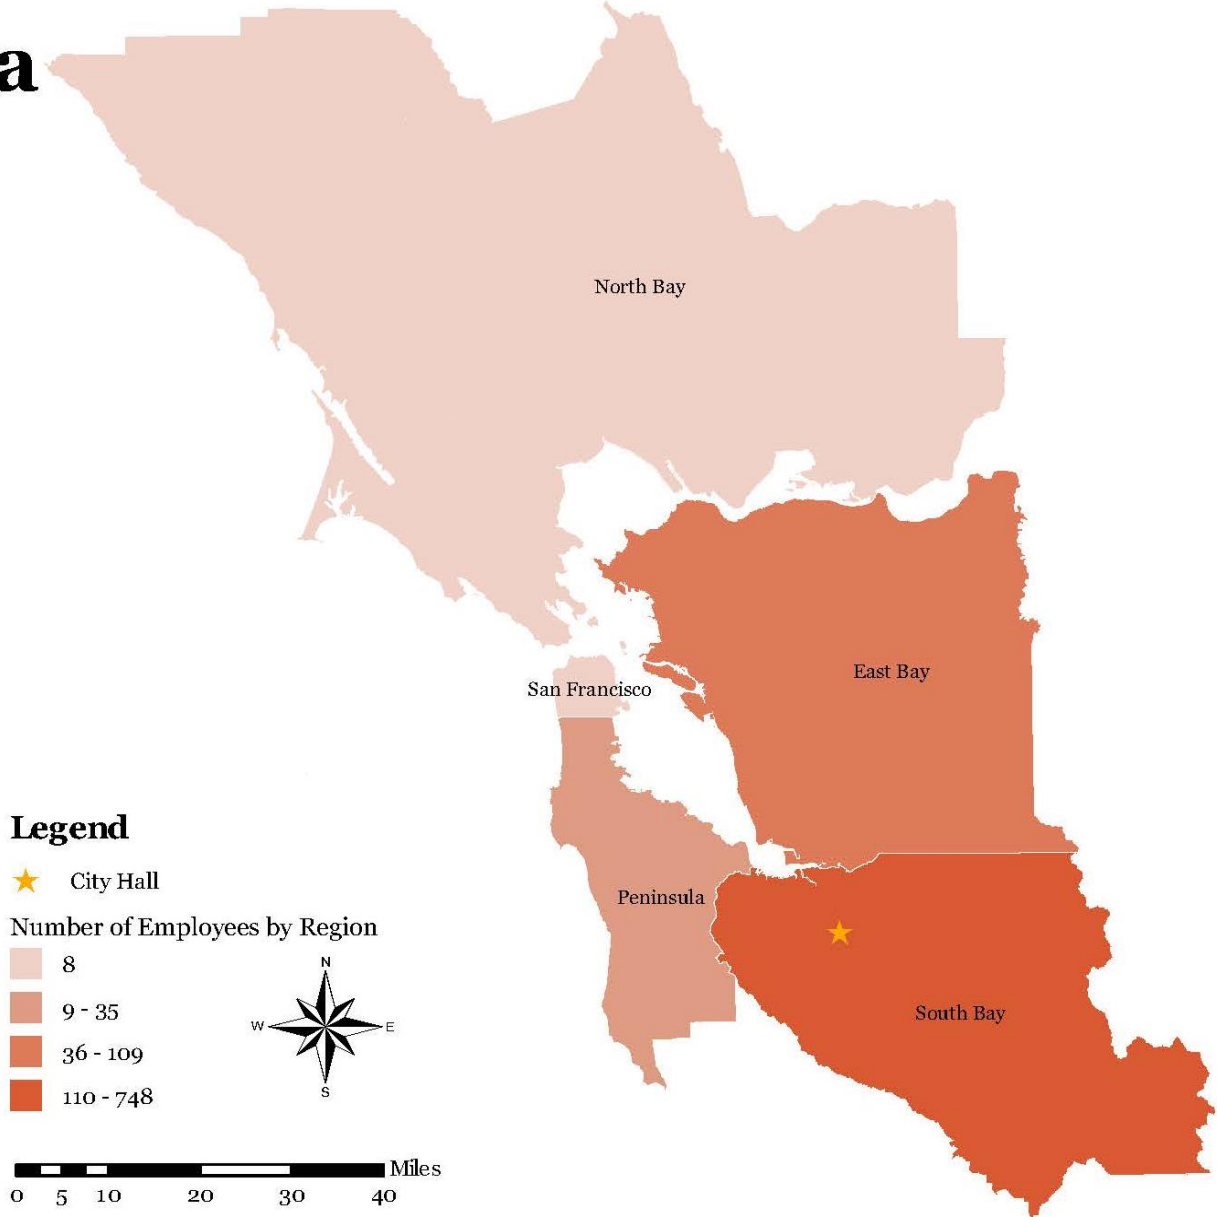 a
North Bay
East Bay
San Francisco
Legend
City Hall
Peninsula
Number of Employees by Region
8
9 - 35
36 - 109
110 - 748
N
W
E
S
South Bay
Miles
0 5 10 20 30 40